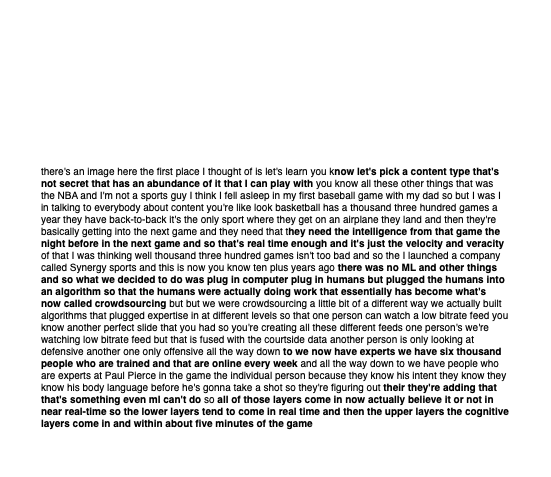 there's an image here the first place I thought of is let's learn you know let's pick a content type that's
not secret that has an abundance of it that I can play with you know all these other things that was
the NBA and I'm not a sports guy I think I fell asleep in my first baseball game with my dad so but I was I
in talking to everybody about content you're like look basketball has a thousand three hundred games a
year they have back-to-back it's the only sport where they get on an airplane they land and then they're
basically getting into the next game and they need that they need the intelligence from that game the
night before in the next game and so that's real time enough and it's just the velocity and veracity
of that I was thinking well thousand three hundred games isn't too bad and so the I launched a company
called Synergy sports and this is now you know ten plus years ago there was no ML and other things
and so what we decided to do was plug in computer plug in humans but plugged the humans into
an algorithm so that the humans were actually doing work that essentially has become what's
now called crowdsourcing but but we were crowdsourcing a little bit of a different way we actually built
algorithms that plugged expertise in at different levels so that one person can watch a low bitrate feed you
know another perfect slide that you had so you're creating all these different feeds one person's we're
watching low bitrate feed but that is fused with the courtside data another person is only looking at
defensive another one only offensive all the way down to we now have experts we have six thousand
people who are trained and that are online every week and all the way down to we have people who
are experts at Paul Pierce in the game the individual person because they know his intent they know they
know his body language before he's gonna take a shot so they're figuring out their they're adding that
that's something even ml can't do so all of those layers come in now actually believe it or not in
near real-time so the lower layers tend to come in real time and then the upper layers the cognitive
layers come in and within about five minutes of the game